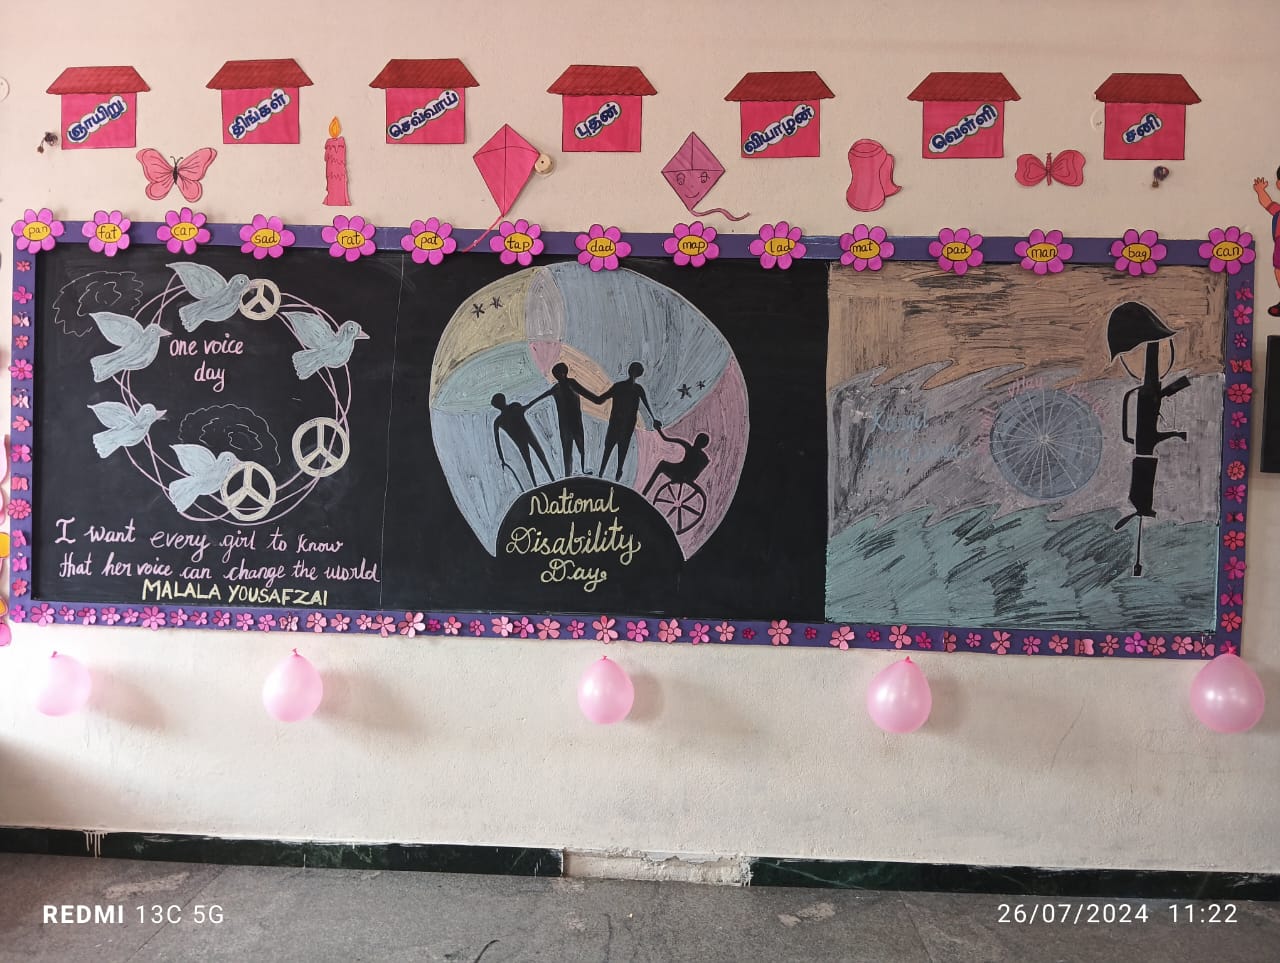 ஞாயிறு
திங்கள்
செவ்வாய்
புதன்
வியாழன்
வெள்ளி
சனி
pan
fat
car
sad
rat
pat
tap
dad
map
lad
mat
pad
man
bag
can
one voice
day
I want every girl to know
that her voice can change the world
MALALA YOUSAFZAI
National
Disability
Day
Kargil
REDMI 13C 5G
26/07/2024 11:22